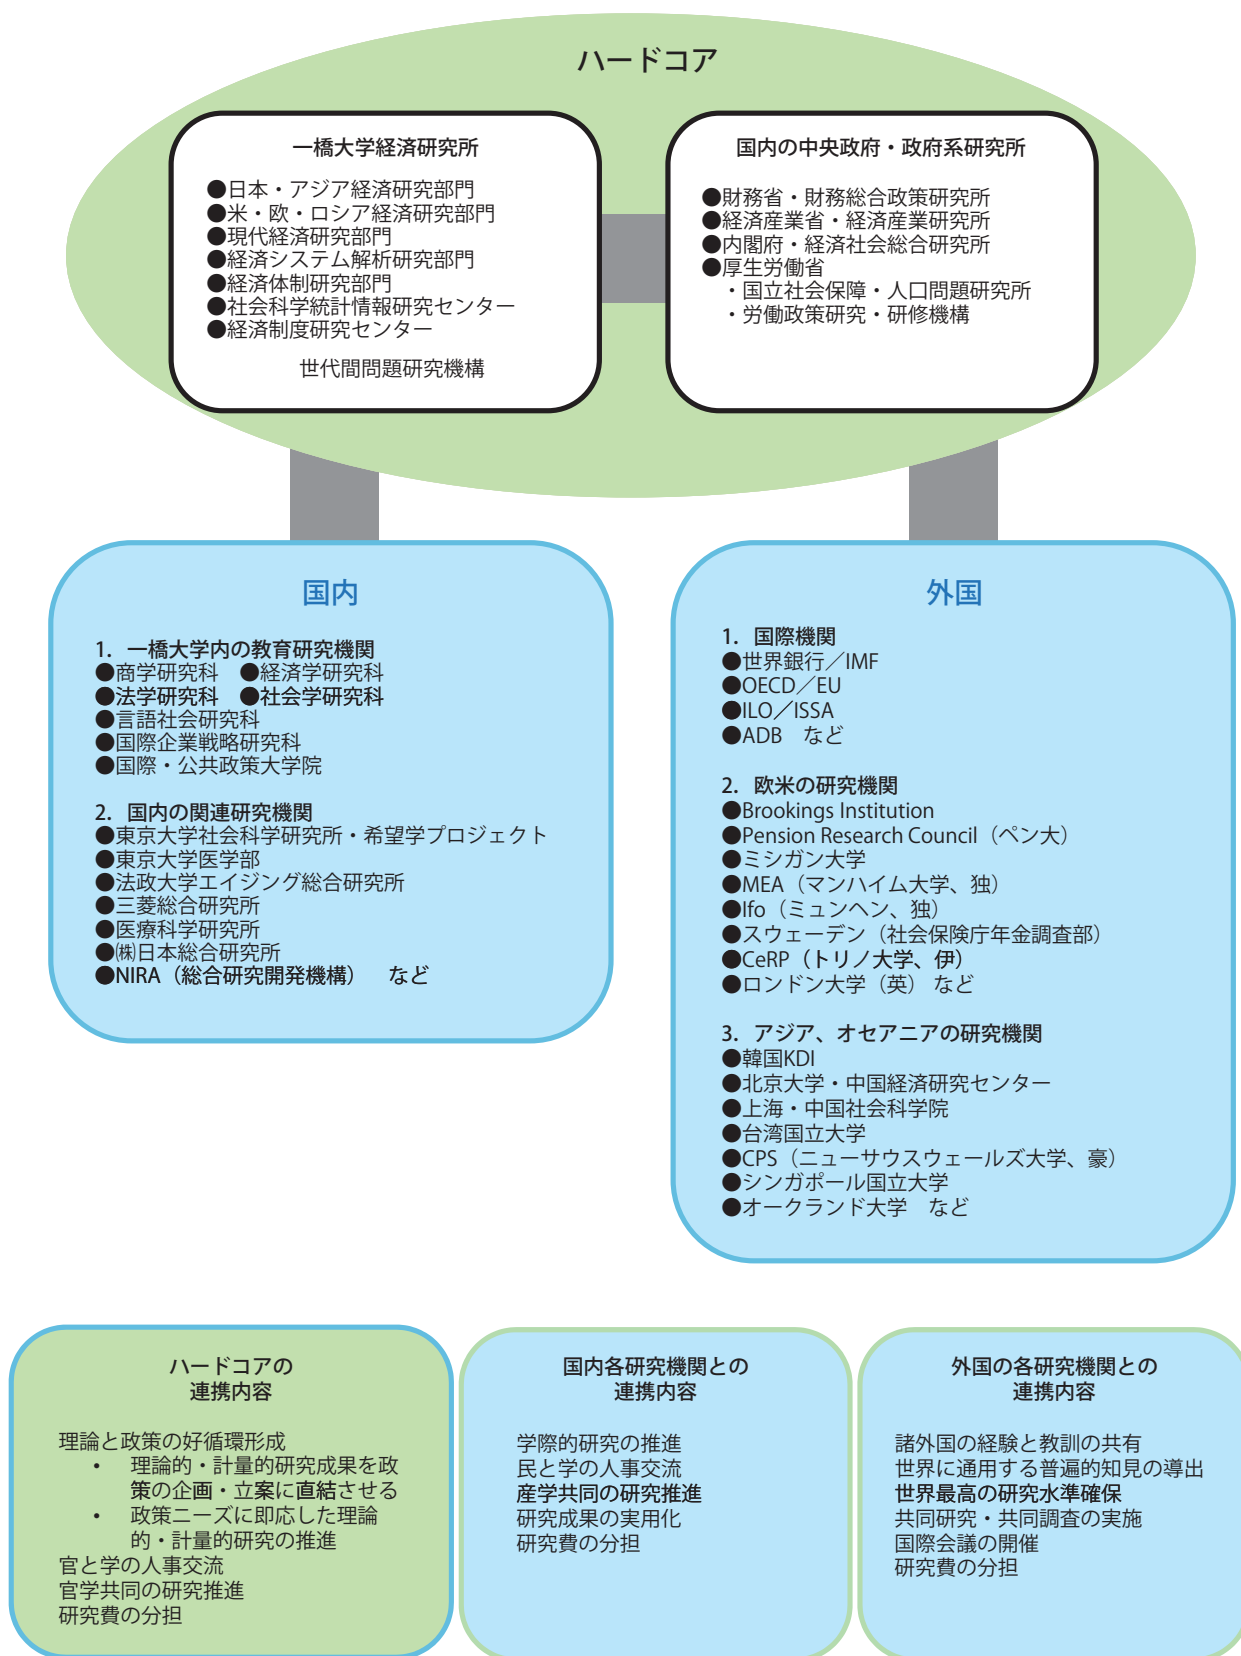 ハードコア
一橋大学経済研究所
●日本・アジア経済研究部門
●米・欧・ロシア経済研究部門
●現代経済研究部門
●経済システム解析研究部門
●経済体制研究部門
●社会科学統計情報研究センター
●経済制度研究センター
世代間問題研究機構
国内の中央政府・政府系研究所
●財務省・財務総合政策研究所
●経済産業省・経済産業研究所
●内閣府・経済社会総合研究所
●厚生労働省
・国立社会保障・人口問題研究所
・労働政策研究・研修機構
国内
1. 一橋大学内の教育研究機関
●商学研究科　●経済学研究科
●法学研究科　●社会学研究科
●言語社会研究科
●国際企業戦略研究科
●国際・公共政策大学院
2. 国内の関連研究機関
●東京大学社会科学研究所・希望学プロジェクト
●東京大学医学部
●法政大学エイジング総合研究所
●三菱総合研究所
●医療科学研究所
●㈱日本総合研究所
●NIRA（総合研究開発機構）　など
外国
1. 国際機関
●世界銀行／IMF
●OECD／EU
●ILO／ISSA
●ADB　など
2. 欧米の研究機関
●Brookings Institution
●Pension Research Council（ペン大）
●ミシガン大学
●MEA（マンハイム大学、独）
●Ifo（ミュンヘン、独）
●スウェーデン（社会保険庁年金調査部）
●CeRP（トリノ大学、伊）
●ロンドン大学（英） など
3. アジア、オセアニアの研究機関
●韓国KDI
●北京大学・中国経済研究センター
●上海・中国社会科学院
●台湾国立大学
●CPS（ニューサウスウェールズ大学、豪）
●シンガポール国立大学
●オークランド大学　など
ハードコアの
連携内容
理論と政策の好循環形成
• 理論的・計量的研究成果を政
策の企画・立案に直結させる
• 政策ニーズに即応した理論
的・計量的研究の推進
官と学の人事交流
官学共同の研究推進
研究費の分担
国内各研究機関との
連携内容
学際的研究の推進
民と学の人事交流
産学共同の研究推進
研究成果の実用化
研究費の分担
外国の各研究機関との
連携内容
諸外国の経験と教訓の共有
世界に通用する普遍的知見の導出
世界最高の研究水準確保
共同研究・共同調査の実施
国際会議の開催
研究費の分担